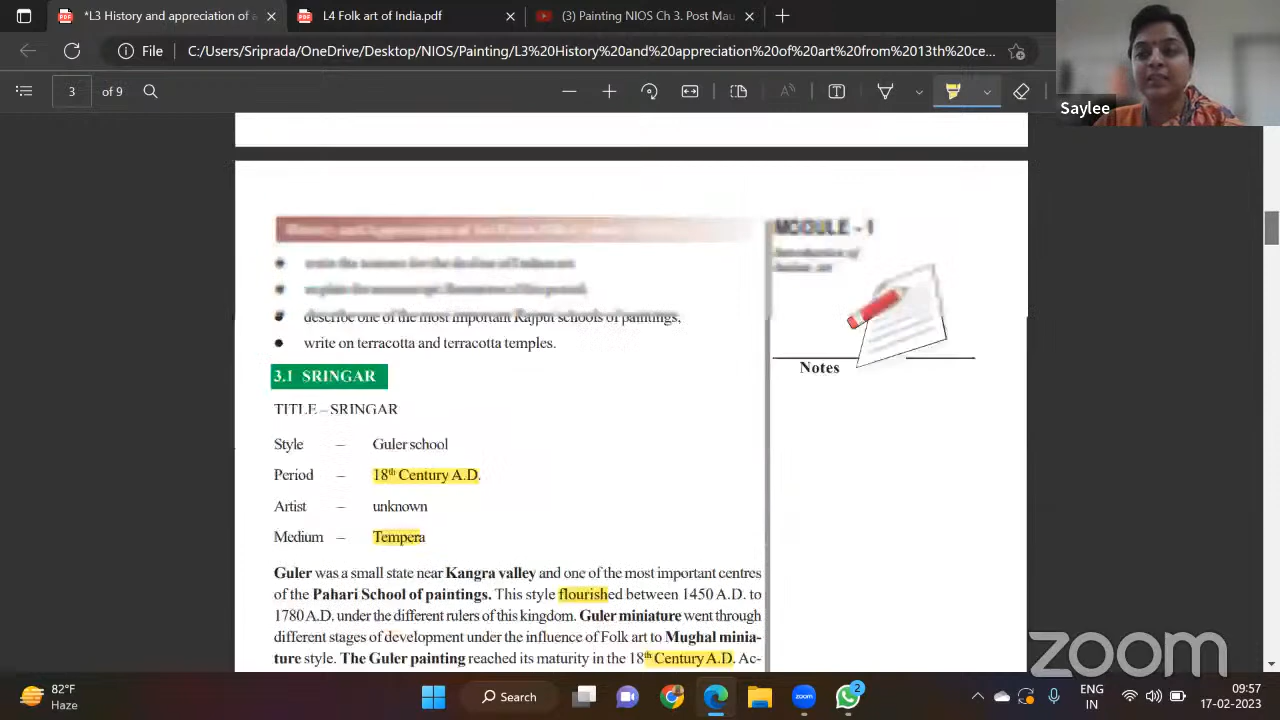 *L3 History and appreciation of a
L4 Folk art of India.pdf
(3) Painting NIOS Ch 3. Post Mau
File
C:/Users/Sriprada/OneDrive/Desktop/NIOS/Painting/L3%20History%20and%20appreciation%20of%20art%20from%2013th%20ce...
3 of 9
Saylee
MODULE - I
describe one of the most important Rajput schools of paintings;
write on terracotta and terracotta temples.
Notes
3.1 SRINGAR
TITLE – SRINGAR
Style – Guler school
Period – 18th Century A.D.
Artist – unknown
Medium – Tempera
Guler was a small state near Kangra valley and one of the most important centres
of the Pahari School of paintings. This style flourished between 1450 A.D. to
1780 A.D. under the different rulers of this kingdom. Guler miniature went through
different stages of development under the influence of Folk art to Mughal minia-
ture style. The Guler painting reached its maturity in the 18th Century A.D. Ac-
zoom
82°F
Haze
Search
zoom
2
ENG
IN
09:57
17-02-2023